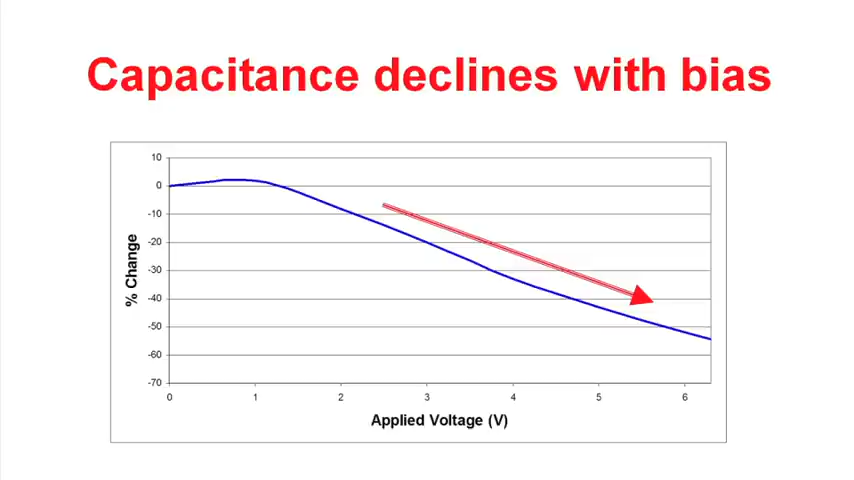 Capacitance declines with bias
10
0
-10
-20
-30
-40
-50
-60
-70
% Change
0 1 2 3 4 5 6
Applied Voltage (V)